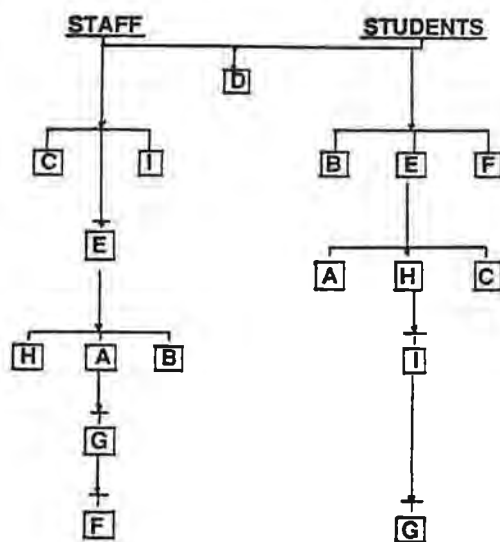 STAFF STUDENTS
D
C I B E F
E
A H C
H A B I
G
F G